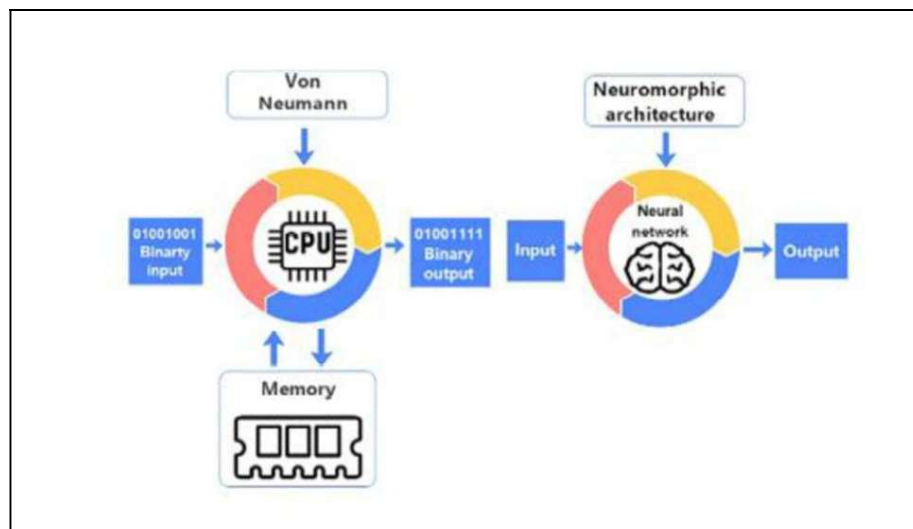 Von
Neumann
01001001
Binarty
input
CPU
01001111
Binary
output
Memory
Neuromorphic
architecture
Input
Neural
network
Output